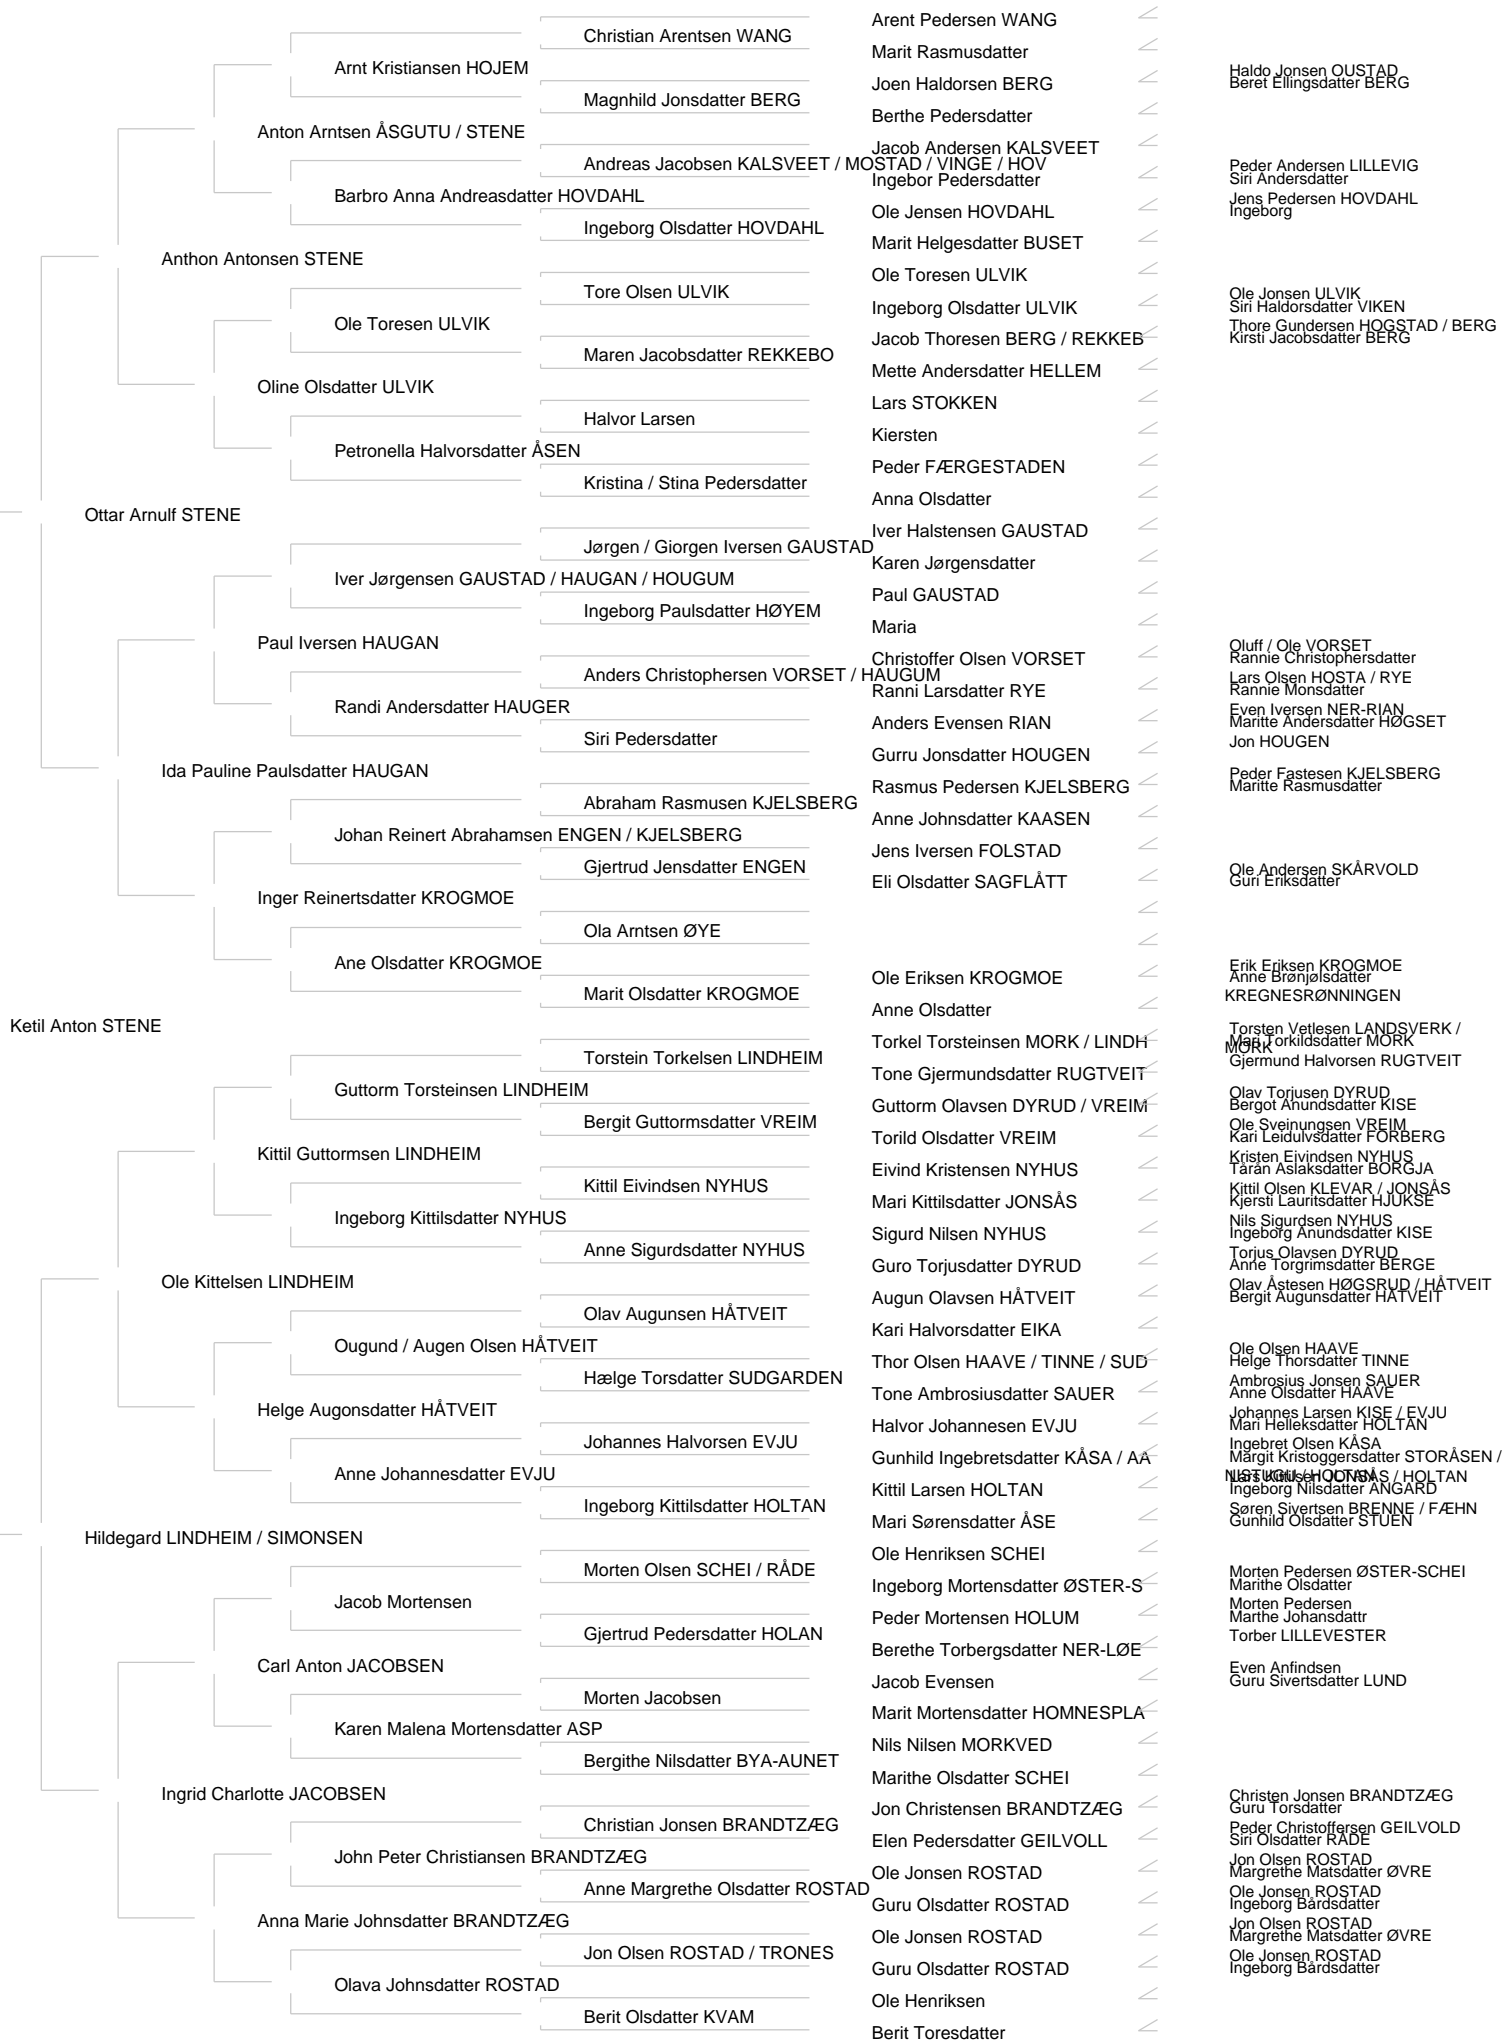 Arent Pedersen WANG
Christian Arentsen WANG
Marit Rasmusdatter
Arnt Kristiansen HOJEM
Haldo Jonsen OUSTAD
Beret Ellingsdatter BERG
Joen Haldorsen BERG
Magnhild Jonsdatter BERG
Berthe Pedersdatter
Anton Arntsen ÅSGUTU / STENE
Jacob Andersen KALSVEET
Andreas Jacobsen KALSVEET / MOSTAD / VINGE / HOV
Peder Andersen LILLEVIG
Siri Andersdatter
Ingebor Pedersdatter
Barbro Anna Andreasdatter HOVDAHL
Jens Pedersen HOVDAHL
Ingeborg
Ole Jensen HOVDAHL
Ingeborg Olsdatter HOVDAHL
Marit Helgesdatter BUSET
Anthon Antonsen STENE
Ole Toresen ULVIK
Tore Olsen ULVIK
Ole Jonsen ULVIK
Siri Haldorsdatter VIKEN
Ingeborg Olsdatter ULVIK
Ole Toresen ULVIK
Thore Gundersen HOGSTAD / BERG
Kirsti Jacobsdatter BERG
Jacob Thoresen BERG / REKKEB
Maren Jacobsdatter REKKEBO
Mette Andersdatter HELLEM
Oline Olsdatter ULVIK
Lars STOKKEN
Halvor Larsen
Kiersten
Petronella Halvorsdatter ÅSEN
Peder FÆRGESTADEN
Kristina / Stina Pedersdatter
Anna Olsdatter
Ottar Arnulf STENE
Iver Halstensen GAUSTAD
Jørgen / Giorgen Iversen GAUSTAD
Karen Jørgensdatter
Iver Jørgensen GAUSTAD / HAUGAN / HOUGUM
Paul GAUSTAD
Ingeborg Paulsdatter HØYEM
Maria
Paul Iversen HAUGAN
Oluff / Ole VORSET
Rannie Christophersdatter
Christoffer Olsen VORSET
Anders Christophersen VORSET / HAUGUM
Lars Olsen HOSTA / RYE
Rannie Monsdatter
Ranni Larsdatter RYE
Randi Andersdatter HAUGER
Even Iversen NER-RIAN
Maritte Andersdatter HØGSET
Anders Evensen RIAN
Siri Pedersdatter
Jon HOUGEN
Gurru Jonsdatter HOUGEN
Ida Pauline Paulsdatter HAUGAN
Peder Fastesen KJELSBERG
Maritte Rasmusdatter
Rasmus Pedersen KJELSBERG
Abraham Rasmusen KJELSBERG
Anne Johnsdatter KAASEN
Johan Reinert Abrahamsen ENGEN / KJELSBERG
Jens Iversen FOLSTAD
Gjertrud Jensdatter ENGEN
Ole Andersen SKÅRVOLD
Guri Eriksdatter
Eli Olsdatter SAGFLÅTT
Inger Reinertsdatter KROGMOE
Ola Arntsen ØYE
Ane Olsdatter KROGMOE
Erik Eriksen KROGMOE
Anne Brønjølsdatter
KREGNESRØNNINGEN
Ole Eriksen KROGMOE
Marit Olsdatter KROGMOE
Anne Olsdatter
Ketil Anton STENE
Torsten Vetlesen LANDSVERK /
MORK
Mari Torkildsdatter MORK
Torkel Torsteinsen MORK / LINDH
Torstein Torkelsen LINDHEIM
Gjermund Halvorsen RUGTVEIT
Tone Gjermundsdatter RUGTVEIT
Guttorm Torsteinsen LINDHEIM
Olav Torjusen DYRUD
Bergot Anundsdatter KISE
Guttorm Olavsen DYRUD / VREIM
Bergit Guttormsdatter VREIM
Ole Sveinungsen VREIM
Kari Leidulvsdatter FORBERG
Torild Olsdatter VREIM
Kittil Guttormsen LINDHEIM
Kristen Eivindsen NYHUS
Tårån Aslaksdatter BORGJA
Eivind Kristensen NYHUS
Kittil Eivindsen NYHUS
Kittil Olsen KLEVAR / JONSÅS
Kjersti Lauritsdatter HJUKSE
Mari Kittilsdatter JONSÅS
Ingeborg Kittilsdatter NYHUS
Nils Sigurdsen NYHUS
Ingeborg Anundsdatter KISE
Sigurd Nilsen NYHUS
Anne Sigurdsdatter NYHUS
Torjus Olavsen DYRUD
Anne Torgrimsdatter BERGE
Guro Torjusdatter DYRUD
Ole Kittelsen LINDHEIM
Olav Åstesen HØGSRUD / HÅTVEIT
Bergit Augunsdatter HÅTVEIT
Augun Olavsen HÅTVEIT
Olav Augunsen HÅTVEIT
Kari Halvorsdatter EIKA
Ougund / Augen Olsen HÅTVEIT
Ole Olsen HAAVE
Helge Thorsdatter TINNE
Thor Olsen HAAVE / TINNE / SUD
Hælge Torsdatter SUDGARDEN
Ambrosius Jonsen SAUER
Anne Olsdatter HAAVE
Tone Ambrosiusdatter SAUER
Helge Augonsdatter HÅTVEIT
Johannes Larsen KISE / EVJU
Mari Helleksdatter HOLTAN
Halvor Johannesen EVJU
Johannes Halvorsen EVJU
Ingebret Olsen KÅSA
Margit Kristoggersdatter STORÅSEN /
Gunhild Ingebretsdatter KÅSA / AA
Anne Johannesdatter EVJU
NISTUGU / HOLTAN
Lars Kittilsen JONSÅS / HOLTAN
Ingeborg Nilsdatter ANGARD
Kittil Larsen HOLTAN
Ingeborg Kittilsdatter HOLTAN
Søren Sivertsen BRENNE / FÆHN
Gunhild Olsdatter STUEN
Mari Sørensdatter ÅSE
Hildegard LINDHEIM / SIMONSEN
Ole Henriksen SCHEI
Morten Olsen SCHEI / RÅDE
Morten Pedersen ØSTER-SCHEI
Marithe Olsdatter
Ingeborg Mortensdatter ØSTER-S
Jacob Mortensen
Morten Pedersen
Marthe Johansdattr
Peder Mortensen HOLUM
Gjertrud Pedersdatter HOLAN
Torber LILLEVESTER
Berethe Torbergsdatter NER-LØE
Carl Anton JACOBSEN
Even Anfindsen
Guru Sivertsdatter LUND
Jacob Evensen
Morten Jacobsen
Marit Mortensdatter HOMNESPLA
Karen Malena Mortensdatter ASP
Nils Nilsen MORKVED
Bergithe Nilsdatter BYA-AUNET
Marithe Olsdatter SCHEI
Ingrid Charlotte JACOBSEN
Christen Jonsen BRANDTZÆG
Guru Torsdatter
Jon Christensen BRANDTZÆG
Christian Jonsen BRANDTZÆG
Peder Christoffersen GEILVOLD
Siri Olsdatter RÅDE
Elen Pedersdatter GEILVOLL
John Peter Christiansen BRANDTZÆG
Jon Olsen ROSTAD
Margrethe Matsdatter ØVRE
Ole Jonsen ROSTAD
Anne Margrethe Olsdatter ROSTAD
Ole Jonsen ROSTAD
Ingeborg Bårdsdatter
Guru Olsdatter ROSTAD
Anna Marie Johnsdatter BRANDTZÆG
Jon Olsen ROSTAD
Margrethe Matsdatter ØVRE
Ole Jonsen ROSTAD
Jon Olsen ROSTAD / TRONES
Ole Jonsen ROSTAD
Ingeborg Bårdsdatter
Guru Olsdatter ROSTAD
Olava Johnsdatter ROSTAD
Ole Henriksen
Berit Olsdatter KVAM
Berit Toresdatter